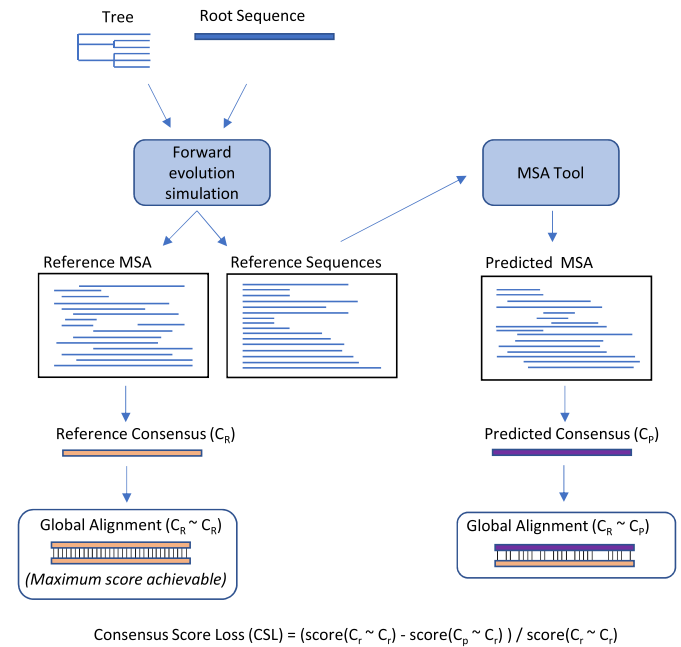 Tree
Root Sequence
Forward
evolution
simulation
MSA Tool
Reference MSA
Reference Sequences
Predicted MSA
Reference Consensus (CR)
Predicted Consensus (CP)
Global Alignment (CR ~ CR)
(Maximum score achievable)
Global Alignment (CR ~ CP)
Consensus Score Loss (CSL) = (score(Cr ~ Cr) - score(Cp ~ Cr) ) / score(Cr ~ Cr)